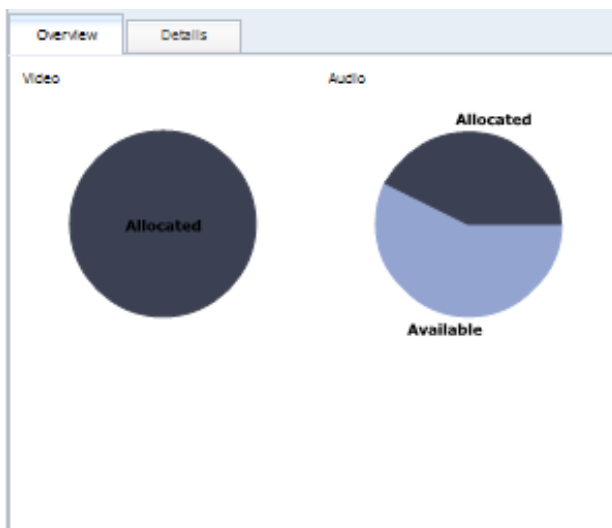 Overview Details
Video Audio
Allocated
Allocated
Available